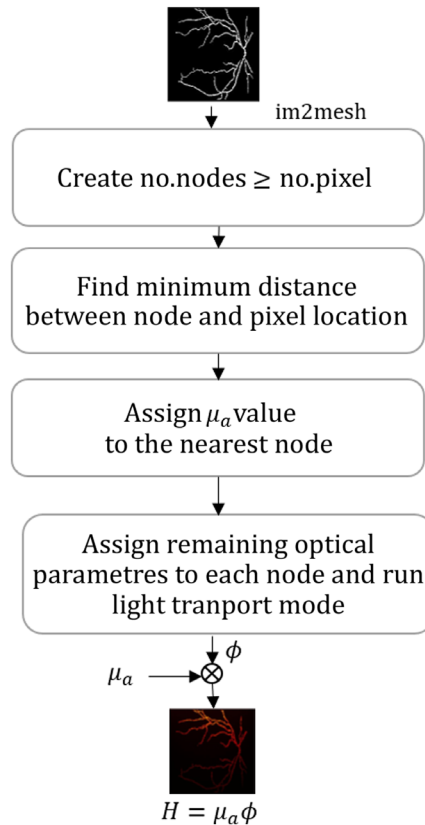 im2mesh
Create no.nodes ≥ no.pixel
Find minimum distance
between node and pixel location
Assign μₐ value
to the nearest node
Assign remaining optical
parametres to each node and run
light tranport mode
ϕ
μₐ
H = μₐϕ